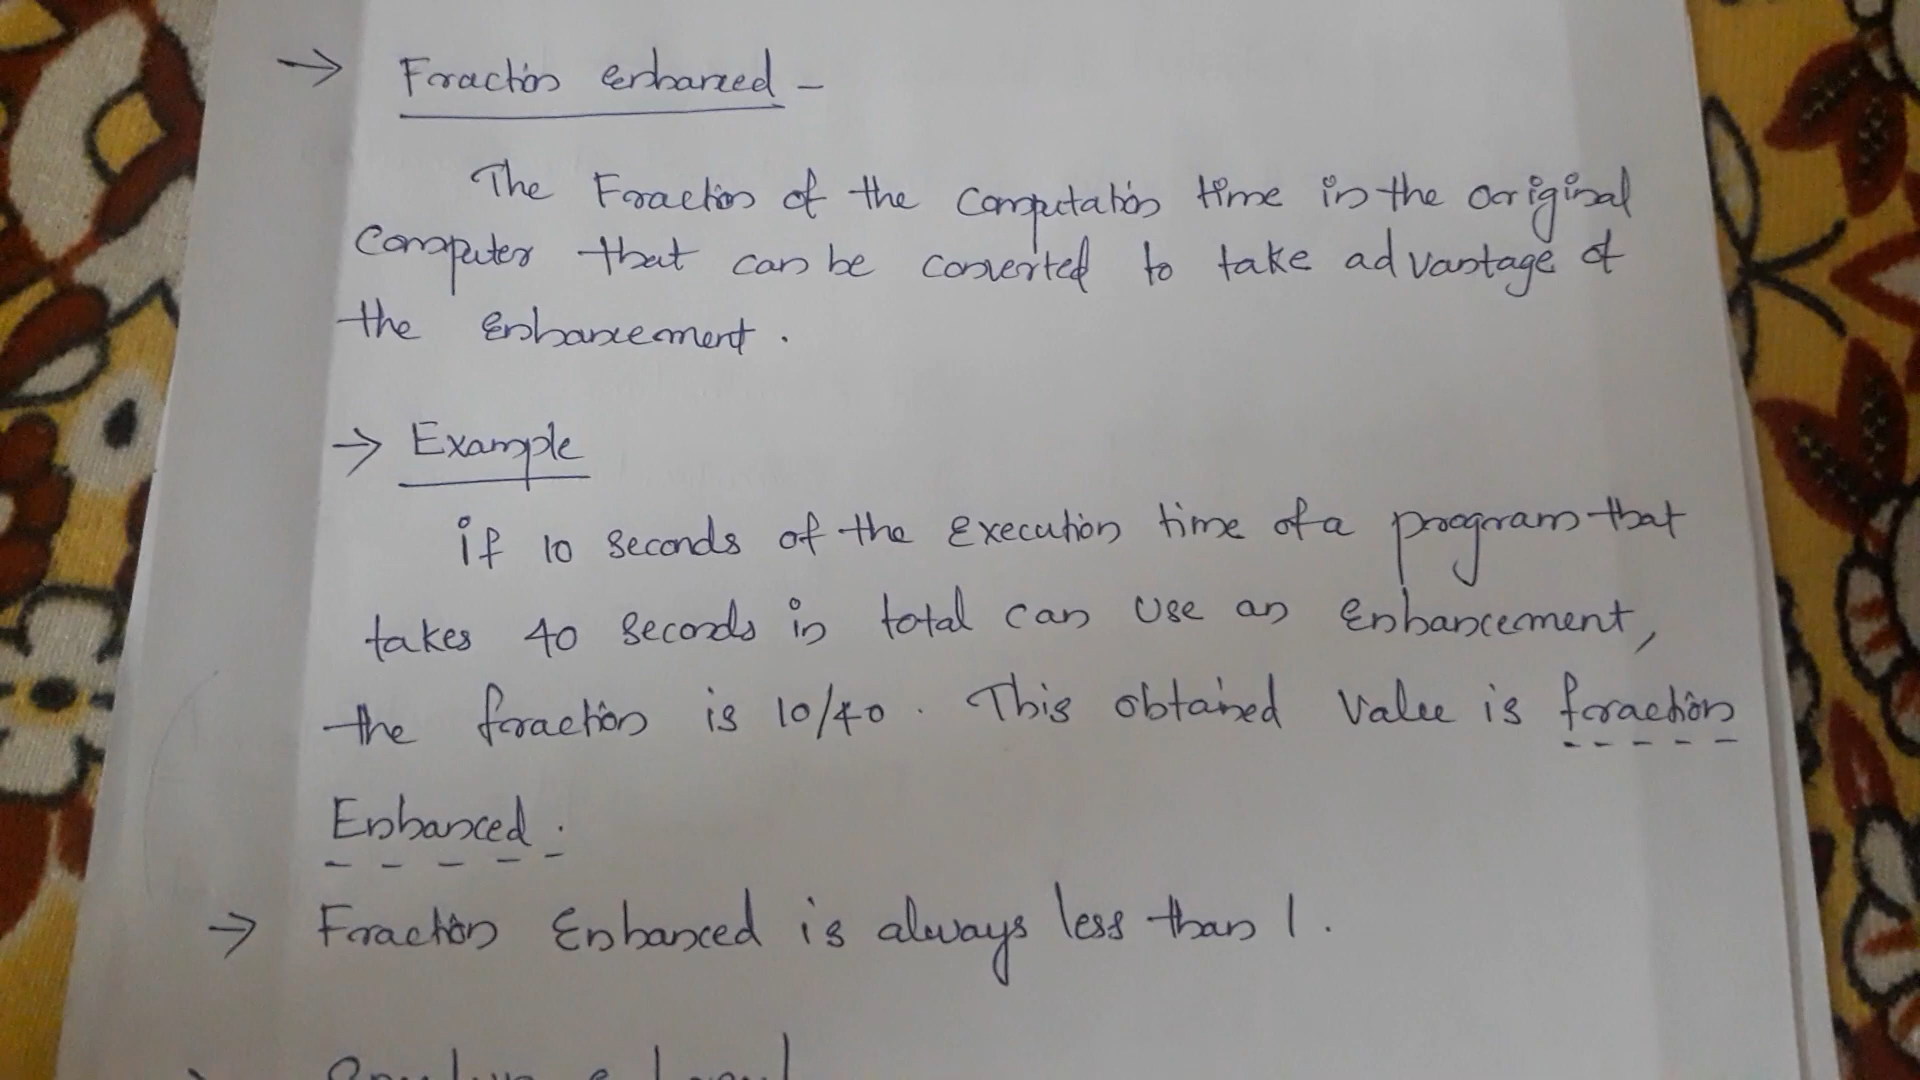 → Fraction enhanced -
The Fraction of the computation time in the original
Computer that can be converted to take advantage of
the enhancement.
→ Example
if 10 seconds of the execution time of a program that
takes 40 seconds in total can use an enhancement,
the fraction is 10/40. This obtained value is fraction
Enhanced.
→ Fraction Enhanced is always less than 1.